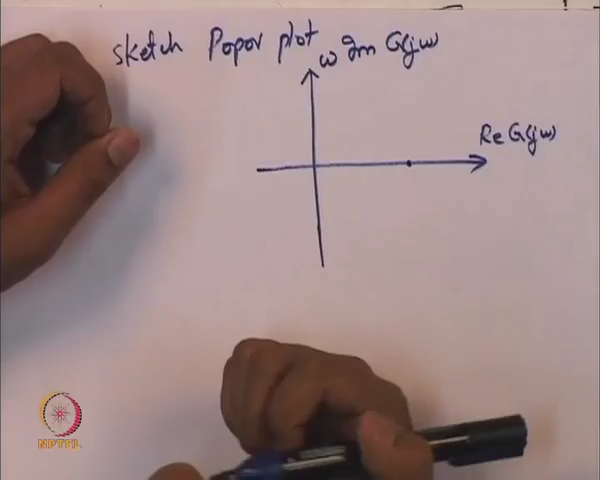 sketch Popov plot
ω Im G(jω)
Re G(jω)
NPTEL